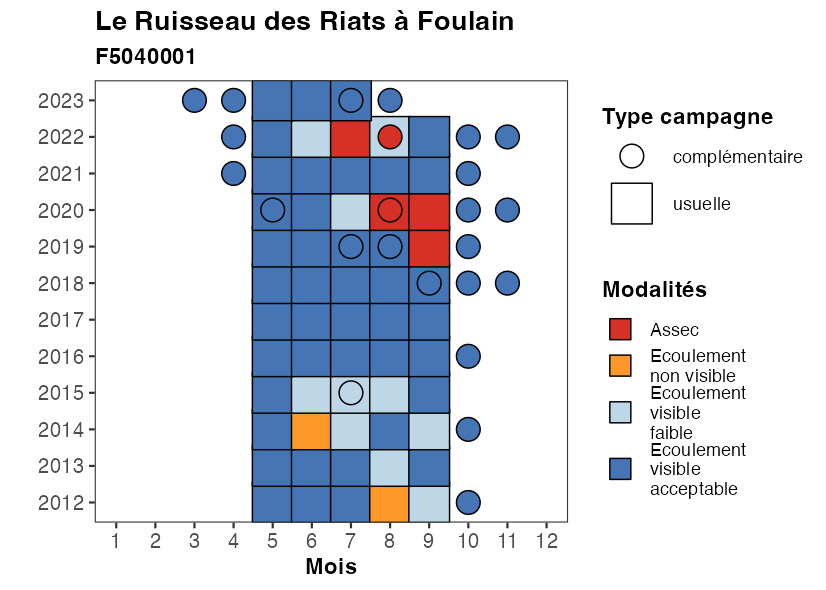 Le Ruisseau des Riats à Foulain
F5040001
2023
2022
2021
2020
2019
2018
2017
2016
2015
2014
2013
2012
1 2 3 4 5 6 7 8 9 10 11 12
Mois
Type campagne
complémentaire
usuelle
Modalités
Assec
Ecoulement
non visible
Ecoulement
visible
faible
Ecoulement
visible
acceptable